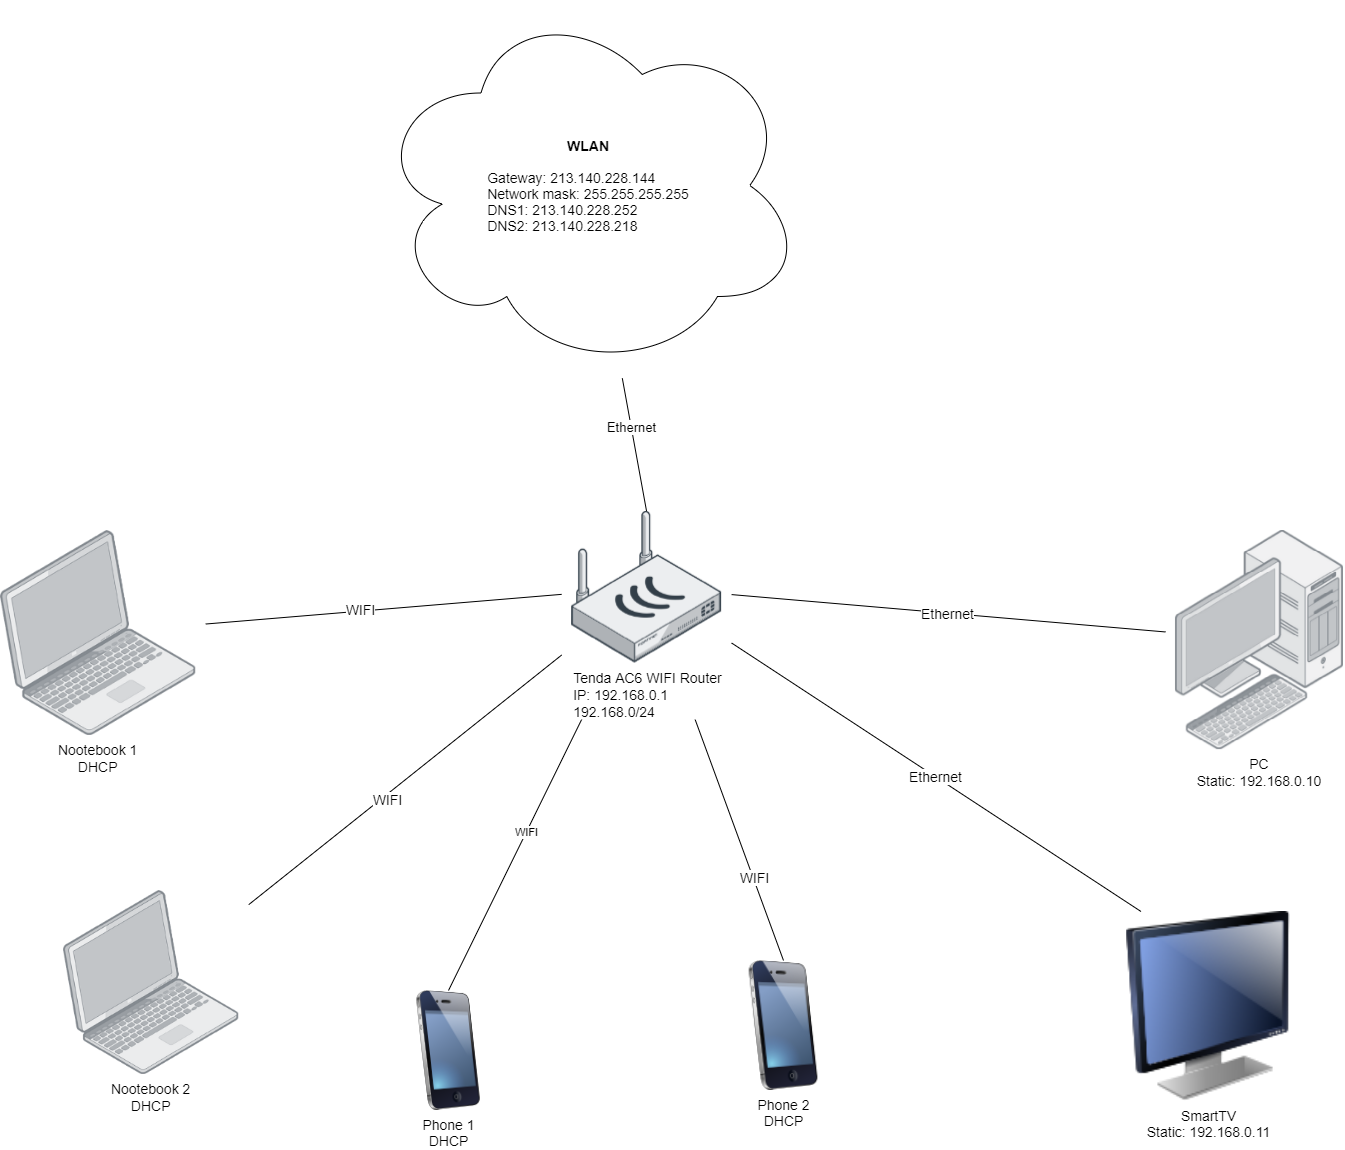 WLAN
Gateway: 213.140.228.144
Network mask: 255.255.255.255
DNS1: 213.140.228.252
DNS2: 213.140.228.218
Ethernet
WIFI
Ethernet
Tenda AC6 WIFI Router
IP: 192.168.0.1
192.168.0/24
Nootebook 1
DHCP
PC
Static: 192.168.0.10
Ethernet
WIFI
WIFI
WIFI
Nootebook 2
DHCP
Phone 1
DHCP
Phone 2
DHCP
SmartTV
Static: 192.168.0.11